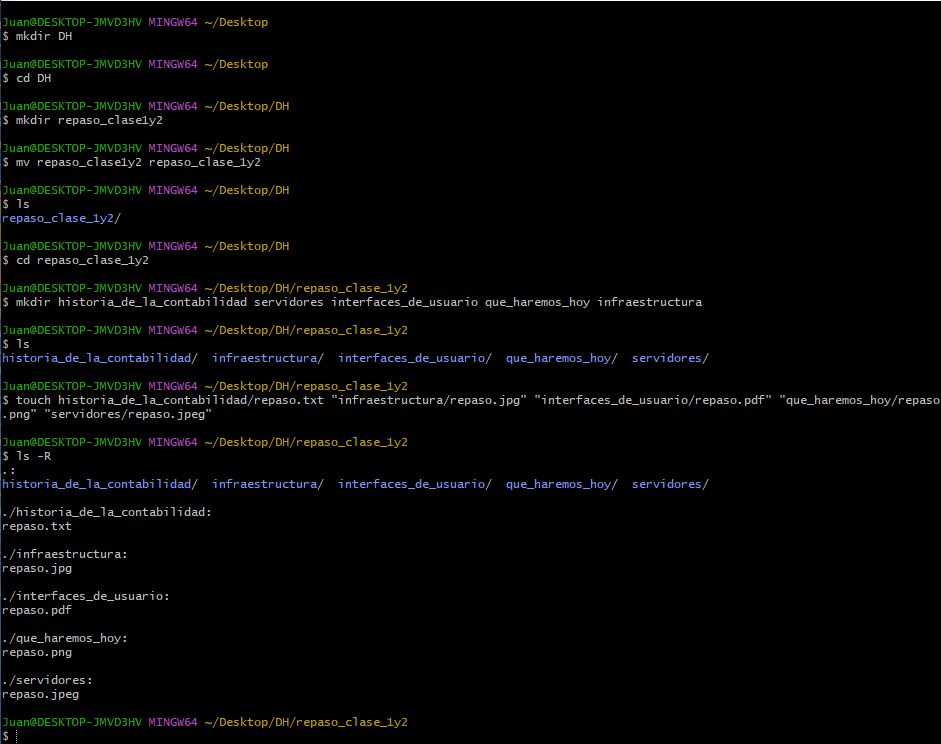 Juan@DESKTOP-JMVD3HV MINGW64 ~/Desktop
$ mkdir DH
Juan@DESKTOP-JMVD3HV MINGW64 ~/Desktop
$ cd DH
Juan@DESKTOP-JMVD3HV MINGW64 ~/Desktop/DH
$ mkdir repaso_clase1y2
Juan@DESKTOP-JMVD3HV MINGW64 ~/Desktop/DH
$ mv repaso_clase1y2 repaso_clase_1y2
Juan@DESKTOP-JMVD3HV MINGW64 ~/Desktop/DH
$ ls
repaso_clase_1y2/
Juan@DESKTOP-JMVD3HV MINGW64 ~/Desktop/DH
$ cd repaso_clase_1y2
Juan@DESKTOP-JMVD3HV MINGW64 ~/Desktop/DH/repaso_clase_1y2
$ mkdir historia_de_la_contabilidad servidores interfaces_de_usuario que_haremos_hoy infraestructura
Juan@DESKTOP-JMVD3HV MINGW64 ~/Desktop/DH/repaso_clase_1y2
$ ls
historia_de_la_contabilidad/  infraestructura/  interfaces_de_usuario/  que_haremos_hoy/  servidores/
Juan@DESKTOP-JMVD3HV MINGW64 ~/Desktop/DH/repaso_clase_1y2
$ touch historia_de_la_contabilidad/repaso.txt "infraestructura/repaso.jpg" "interfaces_de_usuario/repaso.pdf" "que_haremos_hoy/repaso
.png" "servidores/repaso.jpeg"
Juan@DESKTOP-JMVD3HV MINGW64 ~/Desktop/DH/repaso_clase_1y2
$ ls -R
.:
historia_de_la_contabilidad/  infraestructura/  interfaces_de_usuario/  que_haremos_hoy/  servidores/
./historia_de_la_contabilidad:
repaso.txt
./infraestructura:
repaso.jpg
./interfaces_de_usuario:
repaso.pdf
./que_haremos_hoy:
repaso.png
./servidores:
repaso.jpeg
Juan@DESKTOP-JMVD3HV MINGW64 ~/Desktop/DH/repaso_clase_1y2
$